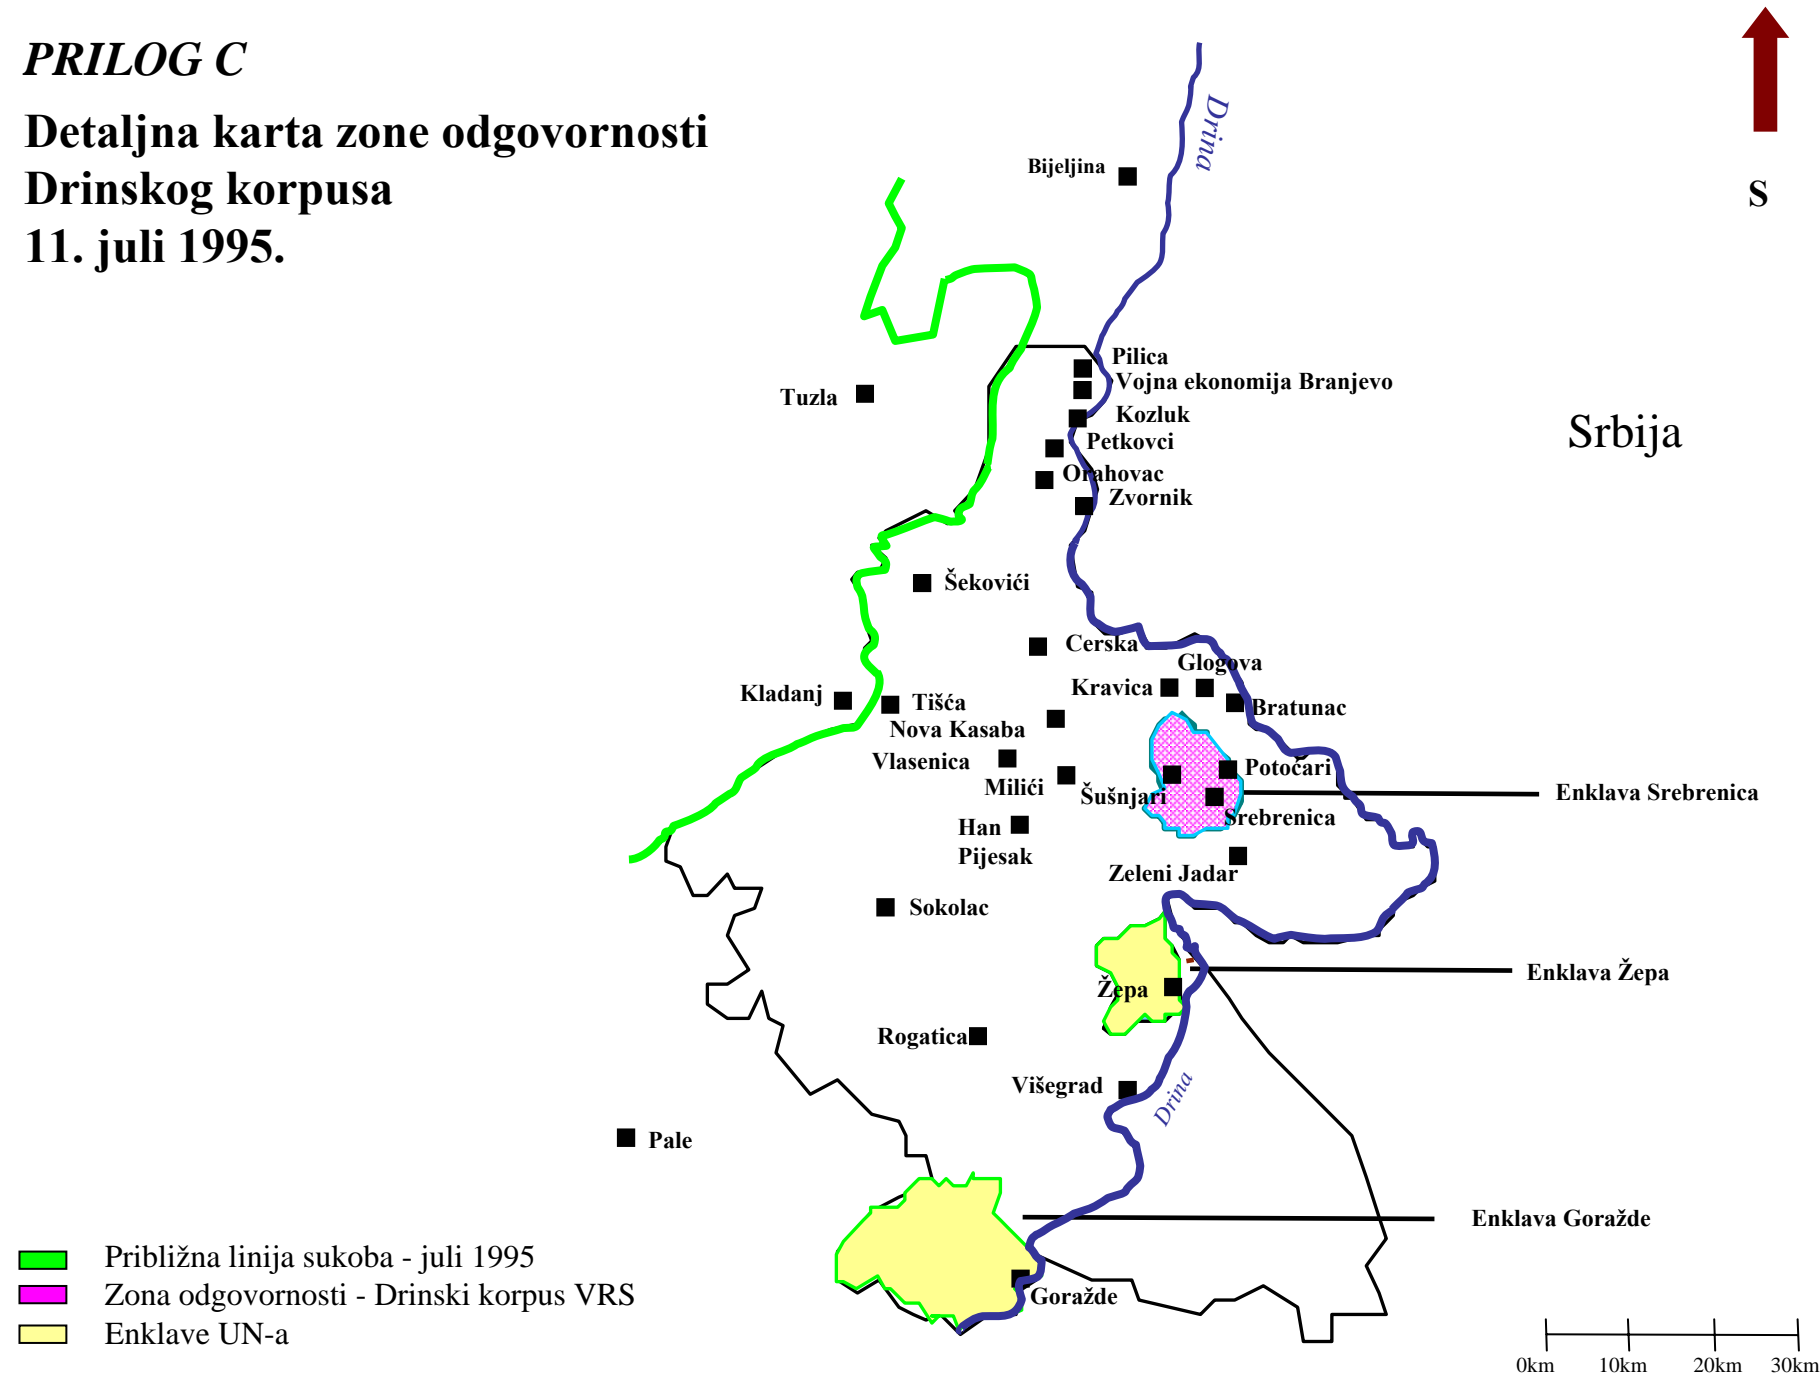 PRILOG C
Detaljna karta zone odgovornosti
Drinskog korpusa
11. juli 1995.
S
Drina
Bijeljina
Pilica
Vojna ekonomija Branjevo
Tuzla
Kozluk
Srbija
Petkovci
Orahovac
Zvornik
Šekovići
Cerska
Glogova
Kravica
Kladanj
Tišća
Bratunac
Nova Kasaba
Vlasenica
Potočari
Milići
Šušnjari
Enklava Srebrenica
Srebrenica
Han
Pijesak
Zeleni Jadar
Sokolac
Enklava Žepa
Žepa
Rogatica
Višegrad
Drina
Pale
Enklava Goražde
Goražde
Približna linija sukoba - juli 1995
Zona odgovornosti - Drinski korpus VRS
Enklave UN-a
0km 10km 20km 30km